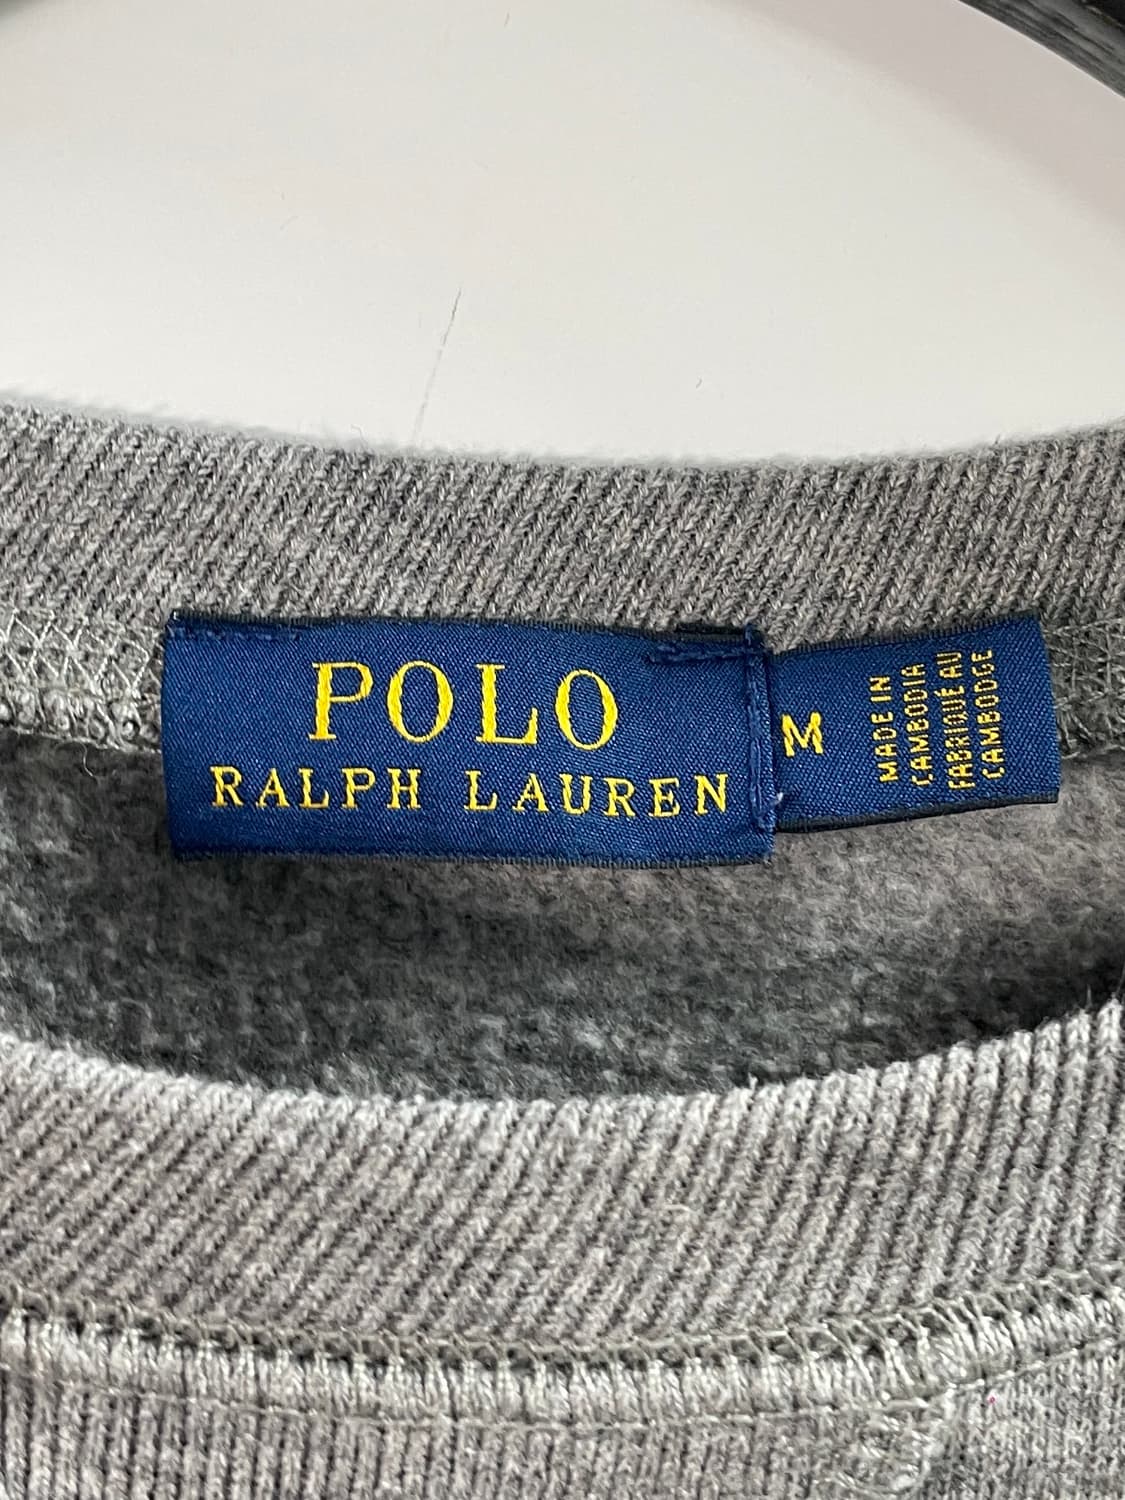 POLO
RALPH LAUREN
M
MADE IN
CAMBODIA
FABRIQUÉ AU
CAMBODGE